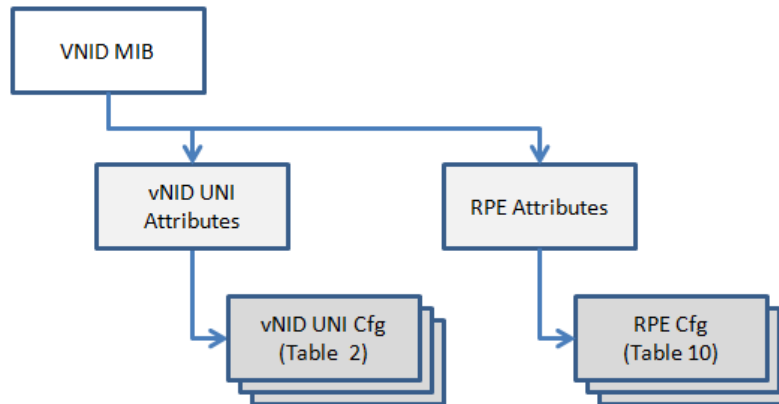 VNID MIB
vNID UNI
Attributes
RPE Attributes
vNID UNI Cfg
(Table 2)
RPE Cfg
(Table 10)